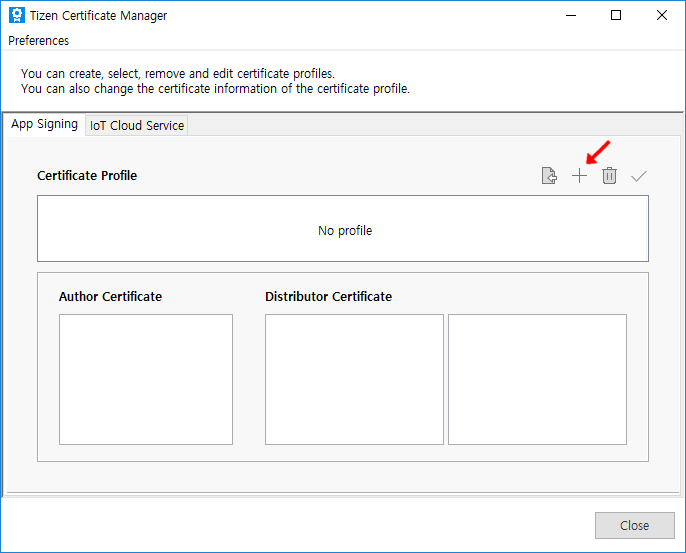 Tizen Certificate Manager
Preferences
You can create, select, remove and edit certificate profiles.
You can also change the certificate information of the certificate profile.
App Signing
IoT Cloud Service
Certificate Profile
No profile
Author Certificate
Distributor Certificate
Close